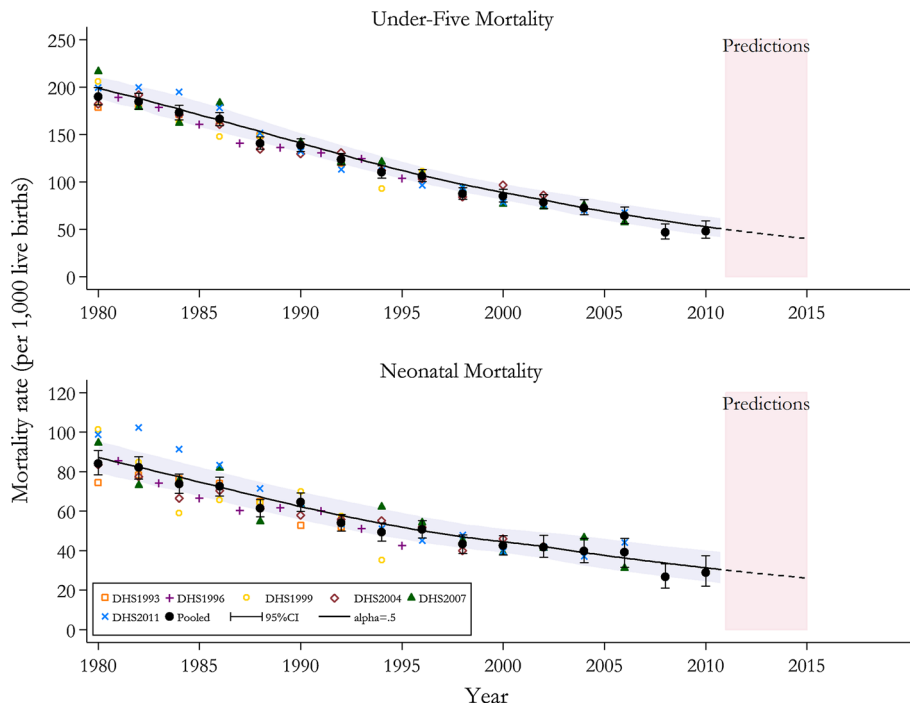 Under-Five Mortality
Predictions
250
200
150
100
50
0
1980 1985 1990 1995 2000 2005 2010 2015
Mortality rate (per 1,000 live births)
Neonatal Mortality
Predictions
120
100
80
60
40
20
0
DHS1993 DHS1996 DHS1999 DHS2004 DHS2007
DHS2011 Pooled 95%CI alpha=.5
1980 1985 1990 1995 2000 2005 2010 2015
Year